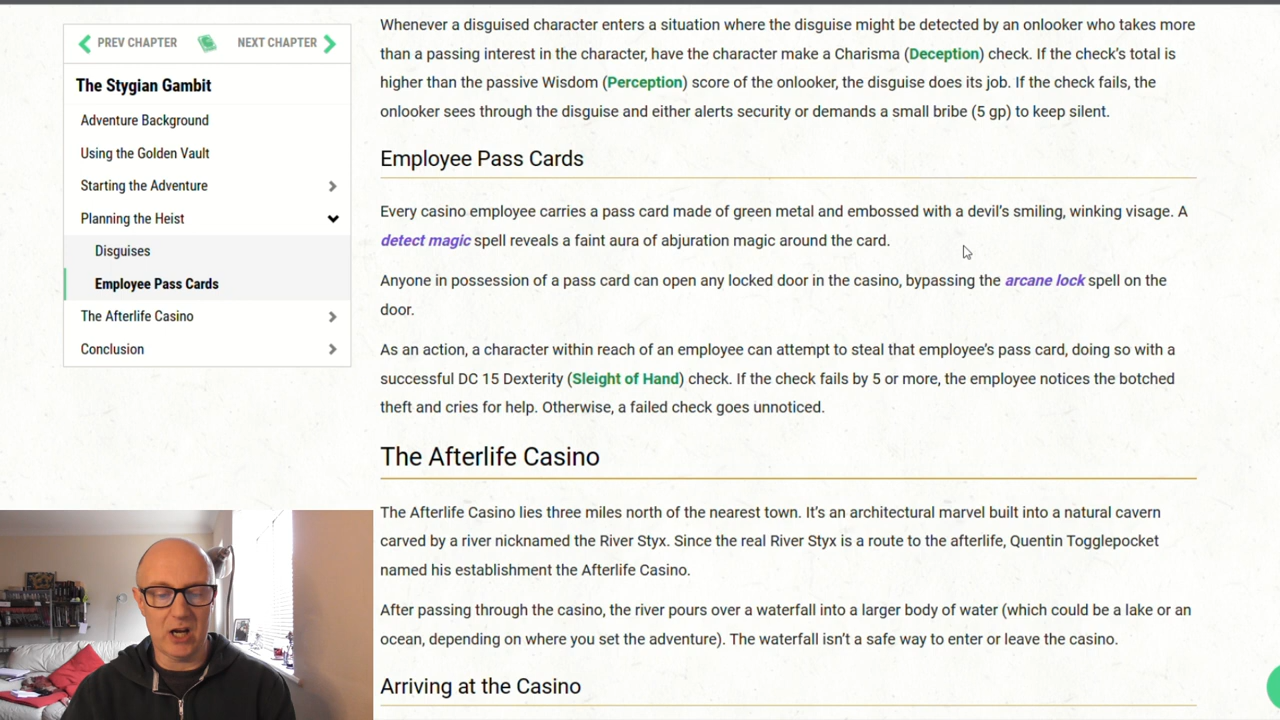 PREV CHAPTER
NEXT CHAPTER
The Stygian Gambit
Adventure Background
Using the Golden Vault
Starting the Adventure
Planning the Heist
Disguises
Employee Pass Cards
The Afterlife Casino
Conclusion
Whenever a disguised character enters a situation where the disguise might be detected by an onlooker who takes more
than a passing interest in the character, have the character make a Charisma (Deception) check. If the check’s total is
higher than the passive Wisdom (Perception) score of the onlooker, the disguise does its job. If the check fails, the
onlooker sees through the disguise and either alerts security or demands a small bribe (5 gp) to keep silent.
Employee Pass Cards
Every casino employee carries a pass card made of green metal and embossed with a devil’s smiling, winking visage. A
detect magic spell reveals a faint aura of abjuration magic around the card.
Anyone in possession of a pass card can open any locked door in the casino, bypassing the arcane lock spell on the
door.
As an action, a character within reach of an employee can attempt to steal that employee’s pass card, doing so with a
successful DC 15 Dexterity (Sleight of Hand) check. If the check fails by 5 or more, the employee notices the botched
theft and cries for help. Otherwise, a failed check goes unnoticed.
The Afterlife Casino
The Afterlife Casino lies three miles north of the nearest town. It’s an architectural marvel built into a natural cavern
carved by a river nicknamed the River Styx. Since the real River Styx is a route to the afterlife, Quentin Togglepocket
named his establishment the Afterlife Casino.
After passing through the casino, the river pours over a waterfall into a larger body of water (which could be a lake or an
ocean, depending on where you set the adventure). The waterfall isn’t a safe way to enter or leave the casino.
Arriving at the Casino